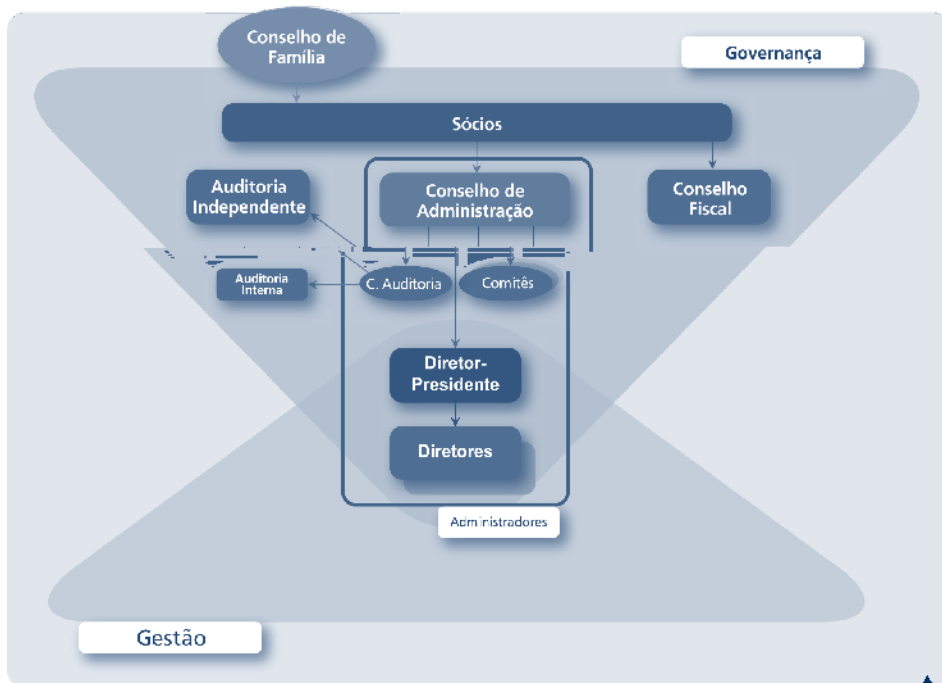 Conselho de
Família
Governança
Sócios
Auditoria
Independente
Conselho de
Administração
Conselho
Fiscal
Auditoria
Interna
C. Auditoria
Comitês
Diretor-
Presidente
Diretores
Administradores
Gestão